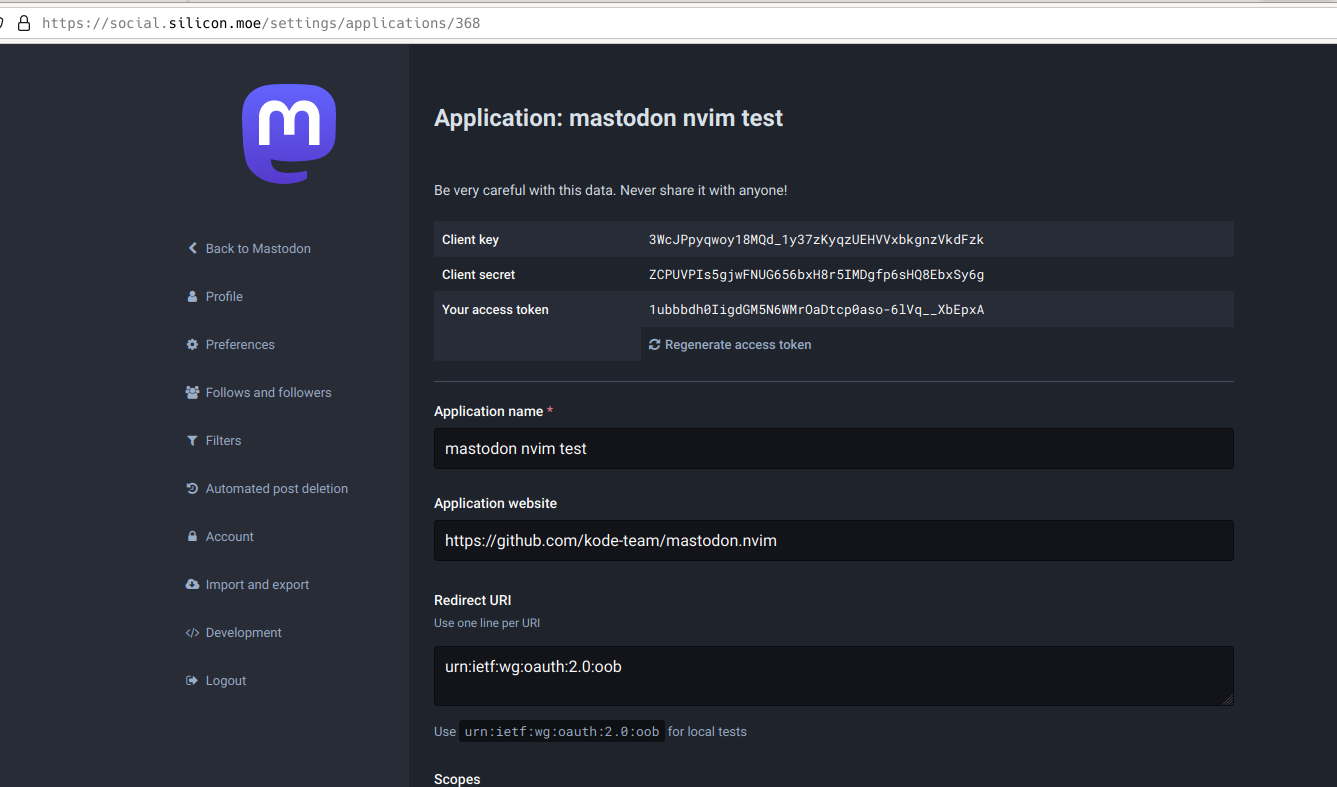 https://social.silicon.moe/settings/applications/368
Back to Mastodon
Profile
Preferences
Follows and followers
Filters
Automated post deletion
Account
Import and export
Development
Logout
Application: mastodon nvim test
Be very careful with this data. Never share it with anyone!
Client key 3WcJPpyqwoy18MQd_1y37zKyqzUEHVVxbkgnzVkdFzk
Client secret ZCPUVPIs5gjwFNUG656bxH8r5IMDgfp6sHQ8EbxSy6g
Your access token 1ubbbdh0IigdGM5N6WMrOaDtcp0aso-6lVq__XbEpxA
Regenerate access token
Application name *
mastodon nvim test
Application website
https://github.com/kode-team/mastodon.nvim
Redirect URI
Use one line per URI
urn:ietf:wg:oauth:2.0:oob
Use urn:ietf:wg:oauth:2.0:oob for local tests
Scopes